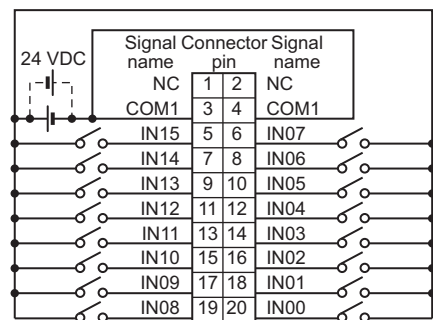 Signal Connector Signal
name pin name
24 VDC
NC 1 2 NC
COM1 3 4 COM1
IN15 5 6 IN07
IN14 7 8 IN06
IN13 9 10 IN05
IN12 11 12 IN04
IN11 13 14 IN03
IN10 15 16 IN02
IN09 17 18 IN01
IN08 19 20 IN00